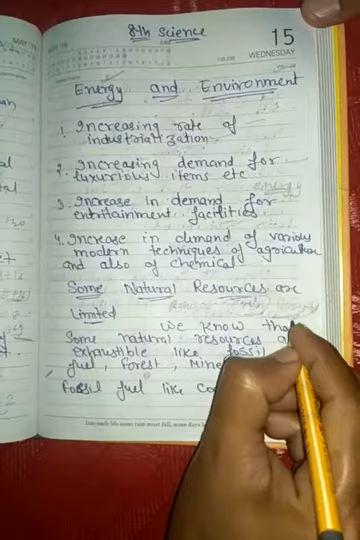 8th Science
15
WEDNESDAY
Energy and Environment
1. Increasing rate of
industrialization
2. Increasing demand for
luxurious items etc
3. Increase in demand for
entertainment facilities
4. Increase in demand of various
modern techniques of agriculture
and also of chemical
Some Natural Resources are
Limited
We know tha
Some natural resources a
exhaustible like fossil
fuel, Forest, Mine
Fossil fuel like co